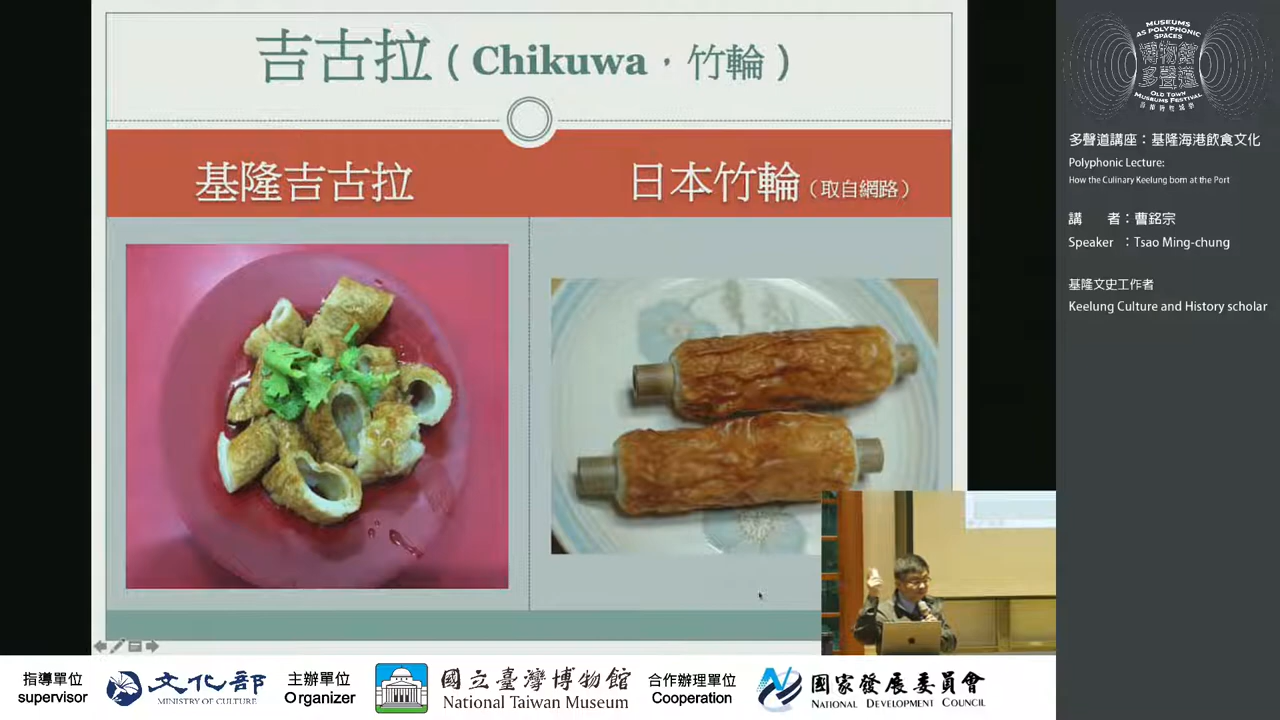 吉古拉（Chikuwa，竹輪）
基隆吉古拉
日本竹輪（取自網路）
MUSEUMS
AS POLYPHONIC
SPACES
博物館
多聲道
OLD TOWN
MUSEUMS FESTIVAL
多聲道講座：基隆海港飲食文化
Polyphonic Lecture:
How the Culinary Keelung born at the Port
講 者：曹銘宗
Speaker ：Tsao Ming-chung
基隆文史工作者
Keelung Culture and History scholar
指導單位
supervisor
文化部
MINISTRY OF CULTURE
主辦單位
Organizer
國立臺灣博物館
National Taiwan Museum
合作辦理單位
Cooperation
國家發展委員會
NATIONAL DEVELOPMENT COUNCIL